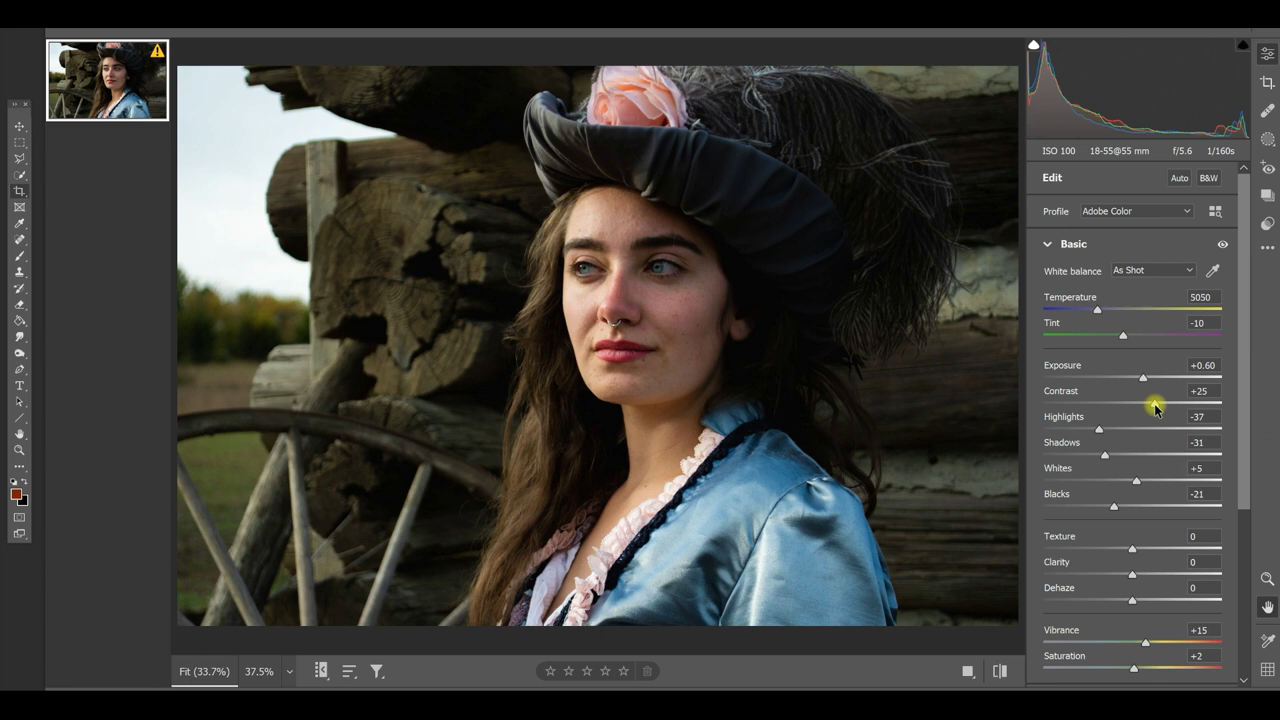 ISO 100 18-55@55 mm f/5.6 1/160s
Edit Auto B&W
Profile Adobe Color
Basic
White balance As Shot
Temperature 5050
Tint -10
Exposure +0.60
Contrast +25
Highlights -37
Shadows -31
Whites +5
Blacks -21
Texture 0
Clarity 0
Dehaze 0
Vibrance +15
Saturation +2
Fit (33.7%) 37.5%